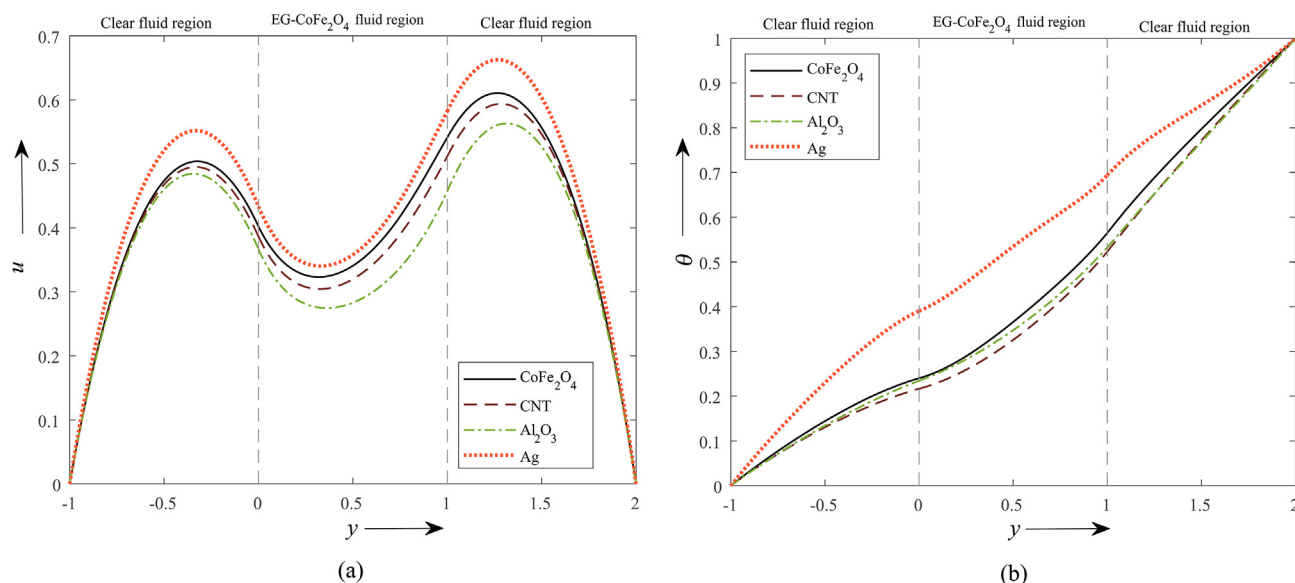 Clear fluid region EG-CoFe₂O₄ fluid region Clear fluid region
0.7
0.6
0.5
0.4
0.3
0.2
0.1
0
u
CoFe₂O₄
CNT
Al₂O₃
Ag
-1 -0.5 0 0.5 1 1.5 2
y
(a)
Clear fluid region EG-CoFe₂O₄ fluid region Clear fluid region
1
0.9
0.8
0.7
0.6
0.5
0.4
0.3
0.2
0.1
0
θ
CoFe₂O₄
CNT
Al₂O₃
Ag
-1 -0.5 0 0.5 1 1.5 2
y
(b)